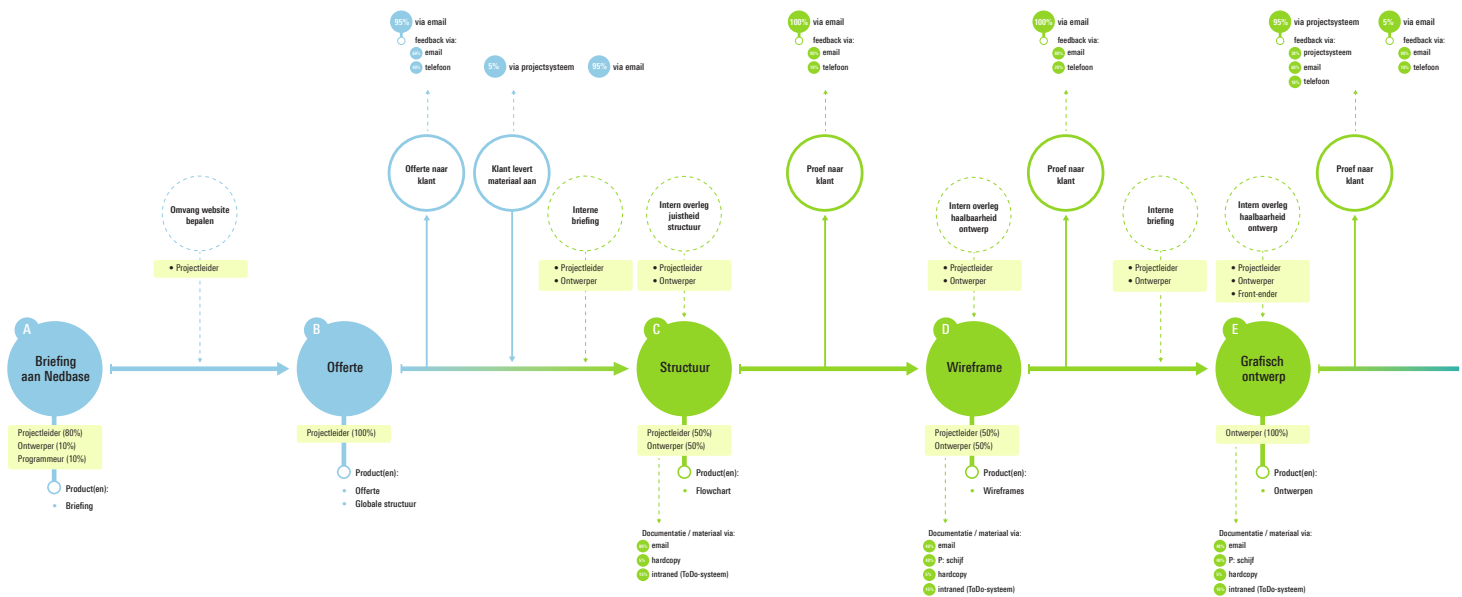 95% via email
feedback via:
email
telefoon
5% via projectsysteem
95% via email
100% via email
feedback via:
email
telefoon
100% via email
feedback via:
email
telefoon
95% via projectsysteem
feedback via:
projectsysteem
email
telefoon
5% via email
feedback via:
email
telefoon
Offerte naar
klant
Klant levert
materiaal aan
Proef naar
klant
Proef naar
klant
Proef naar
klant
Omvang website
bepalen
• Projectleider
Interne
briefing
• Projectleider
• Ontwerper
Intern overleg
juistheid
structuur
• Projectleider
• Ontwerper
Intern overleg
haalbaarheid
ontwerp
• Projectleider
• Ontwerper
Interne
briefing
• Projectleider
• Ontwerper
Intern overleg
haalbaarheid
ontwerp
• Projectleider
• Ontwerper
• Front-ender
A
Briefing
aan Nedbase
B
Offerte
C
Structuur
D
Wireframe
E
Grafisch
ontwerp
Projectleider (80%)
Ontwerper (10%)
Programmeur (10%)
Product(en):
• Briefing
Projectleider (100%)
Product(en):
• Offerte
• Globale structuur
Projectleider (50%)
Ontwerper (50%)
Product(en):
• Flowchart
Documentatie / materiaal via:
email
hardcopy
intraned (ToDo-systeem)
Projectleider (50%)
Ontwerper (50%)
Product(en):
• Wireframes
Documentatie / materiaal via:
email
P: schijf
hardcopy
intraned (ToDo-systeem)
Ontwerper (100%)
Product(en):
• Ontwerpen
Documentatie / materiaal via:
email
P: schijf
hardcopy
intraned (ToDo-systeem)